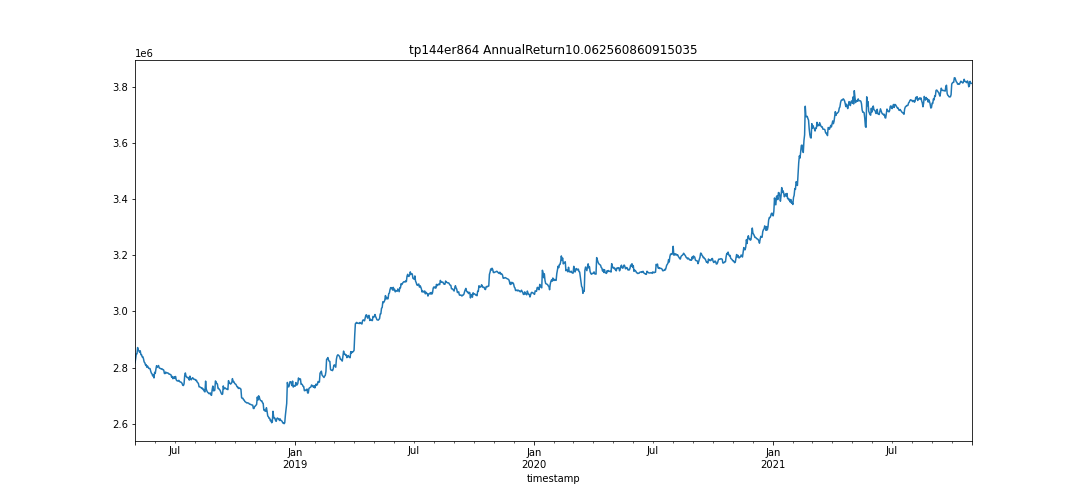 tp144er864 AnnualReturn10.062560860915035
1e6
3.8
3.6
3.4
3.2
3.0
2.8
2.6
Jul Jan Jul Jan Jul Jan Jul
2019 2020 2021
timestamp